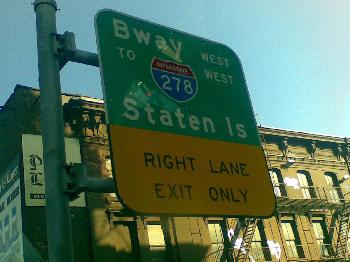 Bway WEST
TO INTERSTATE 278 WEST
Staten Is
RIGHT LANE
EXIT ONLY
P
L